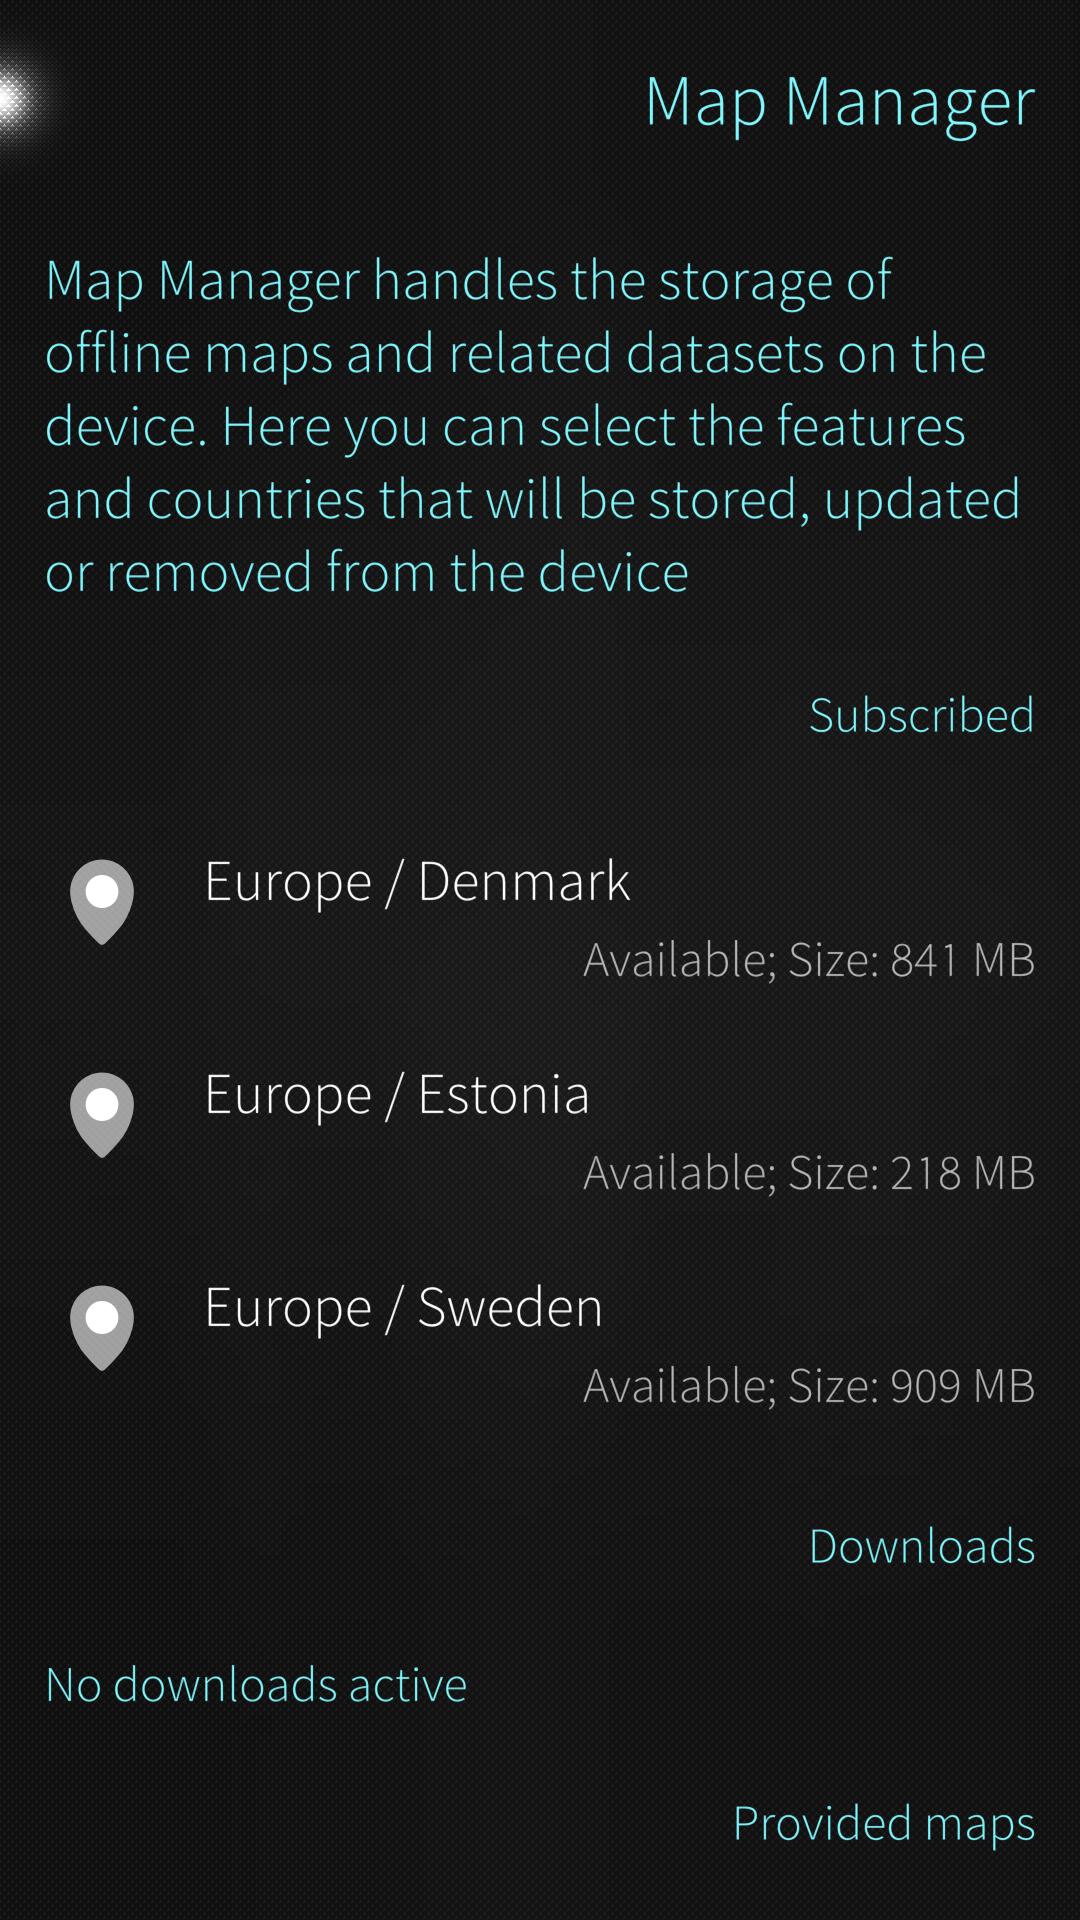 Map Manager
Map Manager handles the storage of
offline maps and related datasets on the
device. Here you can select the features
and countries that will be stored, updated
or removed from the device
Subscribed
Europe / Denmark
Available; Size: 841 MB
Europe / Estonia
Available; Size: 218 MB
Europe / Sweden
Available; Size: 909 MB
Downloads
No downloads active
Provided maps